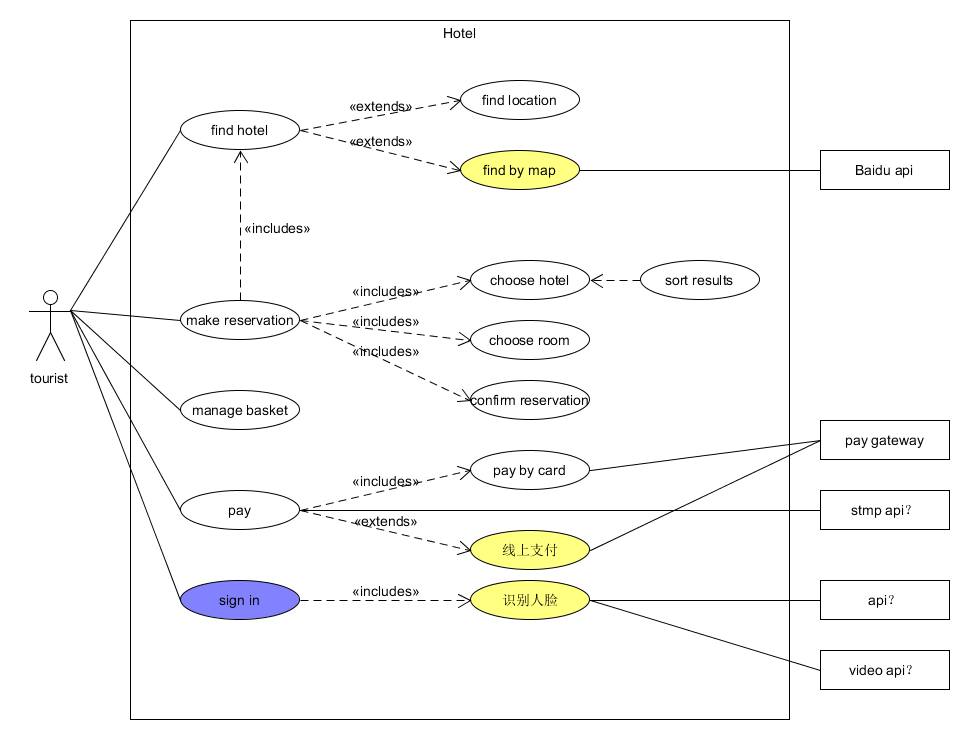 Hotel
«extends»
find location
find hotel
«extends»
find by map
Baidu api
«includes»
«includes»
choose hotel
sort results
make reservation
«includes»
choose room
«includes»
tourist
manage basket
confirm reservation
pay gateway
«includes»
pay by card
pay
stmp api？
«extends»
线上支付
sign in
«includes»
识别人脸
api？
video api？